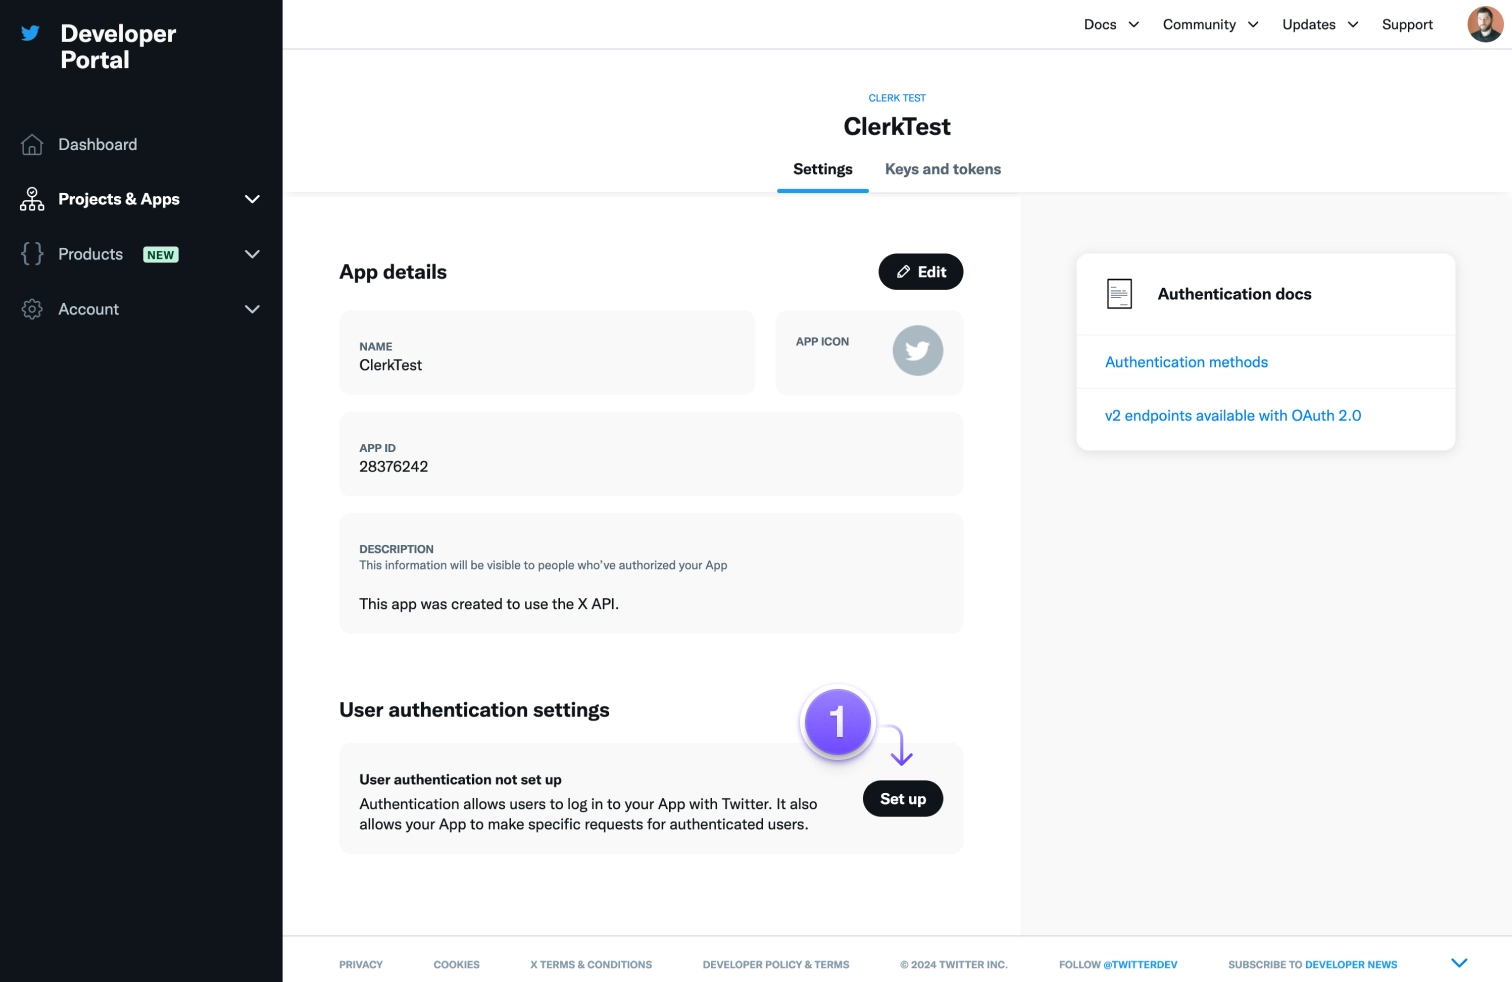 Developer
Portal
Dashboard
Projects & Apps
Products NEW
Account
Docs Community Updates Support
CLERK TEST
ClerkTest
Settings Keys and tokens
App details
Edit
NAME
ClerkTest
APP ICON
APP ID
28376242
DESCRIPTION
This information will be visible to people who've authorized your App
This app was created to use the X API.
User authentication settings
1
User authentication not set up
Authentication allows users to log in to your App with Twitter. It also
allows your App to make specific requests for authenticated users.
Set up
Authentication docs
Authentication methods
v2 endpoints available with OAuth 2.0
PRIVACY COOKIES X TERMS & CONDITIONS DEVELOPER POLICY & TERMS © 2024 TWITTER INC. FOLLOW @TWITTERDEV SUBSCRIBE TO DEVELOPER NEWS